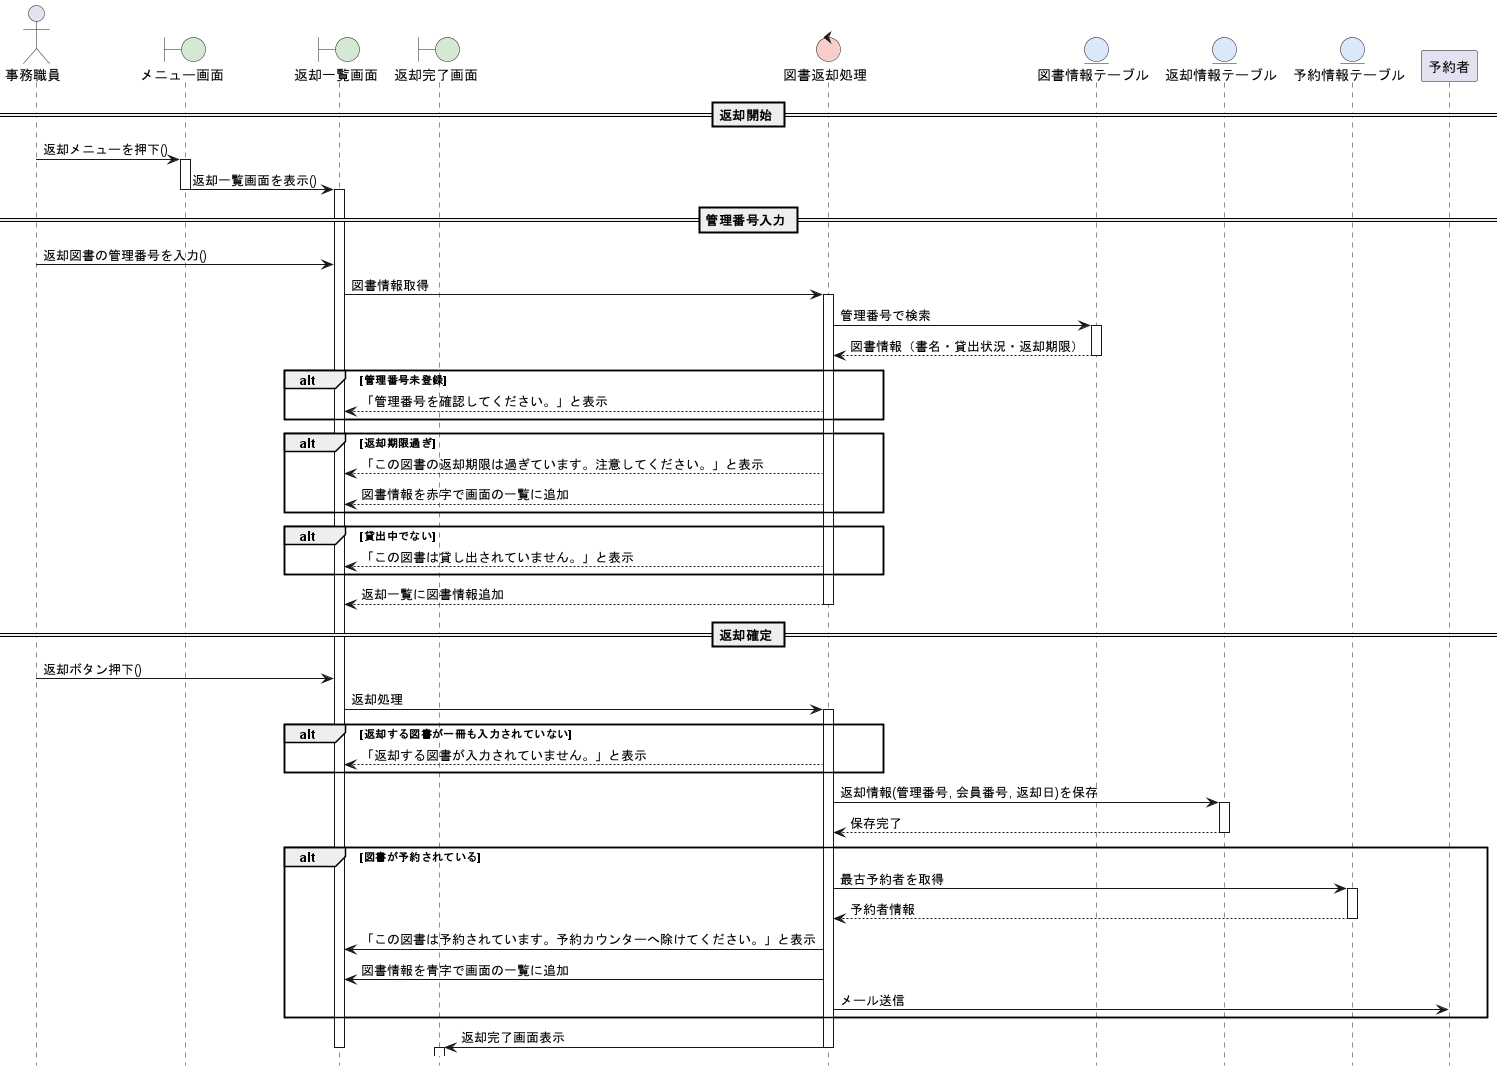 事務職員
メニュー画面
返却一覧画面
返却完了画面
図書返却処理
図書情報テーブル
返却情報テーブル
予約情報テーブル
予約者
返却開始
返却メニューを押下()
返却一覧画面を表示()
管理番号入力
返却図書の管理番号を入力()
図書情報取得
管理番号で検索
図書情報（書名・貸出状況・返却期限）
alt [管理番号未登録]
「管理番号を確認してください。」と表示
alt [返却期限過ぎ]
「この図書の返却期限は過ぎています。注意してください。」と表示
図書情報を赤字で画面の一覧に追加
alt [貸出中でない]
「この図書は貸し出されていません。」と表示
返却一覧に図書情報追加
返却確定
返却ボタン押下()
返却処理
alt [返却する図書が一冊も入力されていない]
「返却する図書が入力されていません。」と表示
返却情報(管理番号, 会員番号, 返却日)を保存
保存完了
alt [図書が予約されている]
最古予約者を取得
予約者情報
「この図書は予約されています。予約カウンターへ除けてください。」と表示
図書情報を青字で画面の一覧に追加
メール送信
返却完了画面表示